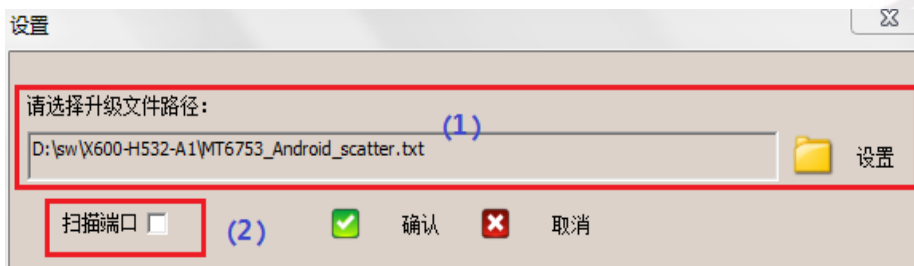 设置
请选择升级文件路径：
(1)
D:\sw\X600-H532-A1\MT6753_Android_scatter.txt
设置
扫描端口
(2)
确认
取消